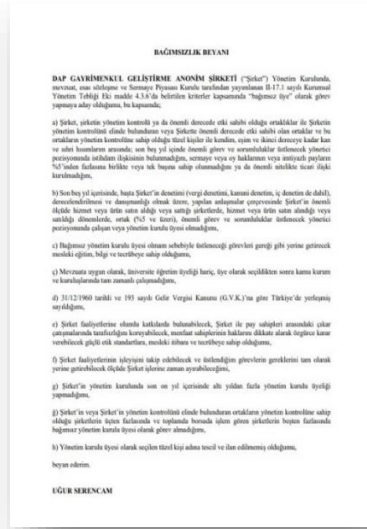 BAĞIMSIZLIK BEYANI
DAP GAYRİMENKUL GELİŞTİRME ANONİM ŞİRKETİ ("Şirket") Yönetim Kurulunda,
mevzuat, esas sözleşme ve Sermaye Piyasası Kurulu tarafından yayınlanan II-17.1 sayılı Kurumsal
Yönetim Tebliği Eki madde 4.3.6'da belirtilen kriterler kapsamında "bağımsız üye" olarak görev
yapmaya aday olduğumu, bu kapsamda;
a) Şirket, şirketin yönetim kontrolü ya da önemli derecede etki sahibi olduğu ortaklıklar ile Şirketin
yönetim kontrolünü elinde bulunduran veya Şirkette önemli derecede etki sahibi olan ortaklar ve bu
ortakların yönetim kontrolüne sahip olduğu tüzel kişiler ile kendim, eşim ve ikinci dereceye kadar kan
ve sıhri hısımlarım arasında; son beş yıl içinde önemli görev ve sorumluluklar üstlenecek yönetici
pozisyonunda istihdam ilişkisinin bulunmadığını, sermaye veya oy haklarının veya imtiyazlı payların
%5'inden fazlasına birlikte veya tek başına sahip olunmadığını ya da önemli nitelikte ticari ilişki
kurulmadığını,
b) Son beş yıl içerisinde, başta Şirket'in denetimi (vergi denetimi, kanuni denetim, iç denetim de dahil),
derecelendirilmesi ve danışmanlığı olmak üzere, yapılan anlaşmalar çerçevesinde Şirket'in önemli
ölçüde hizmet veya ürün satın aldığı veya sattığı şirketlerde, hizmet veya ürün satın alındığı veya
satıldığı dönemlerde, ortak (%5 ve üzeri), önemli görev ve sorumluluklar üstlenecek yönetici
pozisyonunda çalışan veya yönetim kurulu üyesi olmadığımı,
c) Bağımsız yönetim kurulu üyesi olmam sebebiyle üstleneceğim görevleri gereği gibi yerine getirecek
mesleki eğitim, bilgi ve tecrübeye sahip olduğumu,
ç) Mevzuata uygun olarak, üniversite öğretim üyeliği hariç, üye olarak seçildikten sonra kamu kurum
ve kuruluşlarında tam zamanlı çalışmadığımı,
d) 31/12/1960 tarihli ve 193 sayılı Gelir Vergisi Kanunu (G.V.K.)'na göre Türkiye'de yerleşmiş
sayıldığımı,
e) Şirket faaliyetlerine olumlu katkılarda bulunabilecek, Şirket ile pay sahipleri arasındaki çıkar
çatışmalarında tarafsızlığını koruyabilecek, menfaat sahiplerinin haklarını dikkate alarak özgürce karar
verebilecek güçlü etik standartlara, mesleki itibara ve tecrübeye sahip olduğumu,
f) Şirket faaliyetlerinin işleyişini takip edebilecek ve üstlendiğim görevlerin gereklerini tam olarak
yerine getirebilecek ölçüde Şirket işlerine zaman ayırabileceğimi,
g) Şirket'in yönetim kurulunda son on yıl içerisinde altı yıldan fazla yönetim kurulu üyeliği
yapmadığımı,
ğ) Şirket'in veya Şirket'in yönetim kontrolünü elinde bulunduran ortakların yönetim kontrolüne sahip
olduğu şirketlerin üçten fazlasında ve toplamda borsada işlem gören şirketlerin beşten fazlasında
bağımsız yönetim kurulu üyesi olarak görev almadığımı,
h) Yönetim kurulu üyesi olarak seçilen tüzel kişi adına tescil ve ilan edilmemiş olduğumu,
beyan ederim.
UĞUR SERENCAM